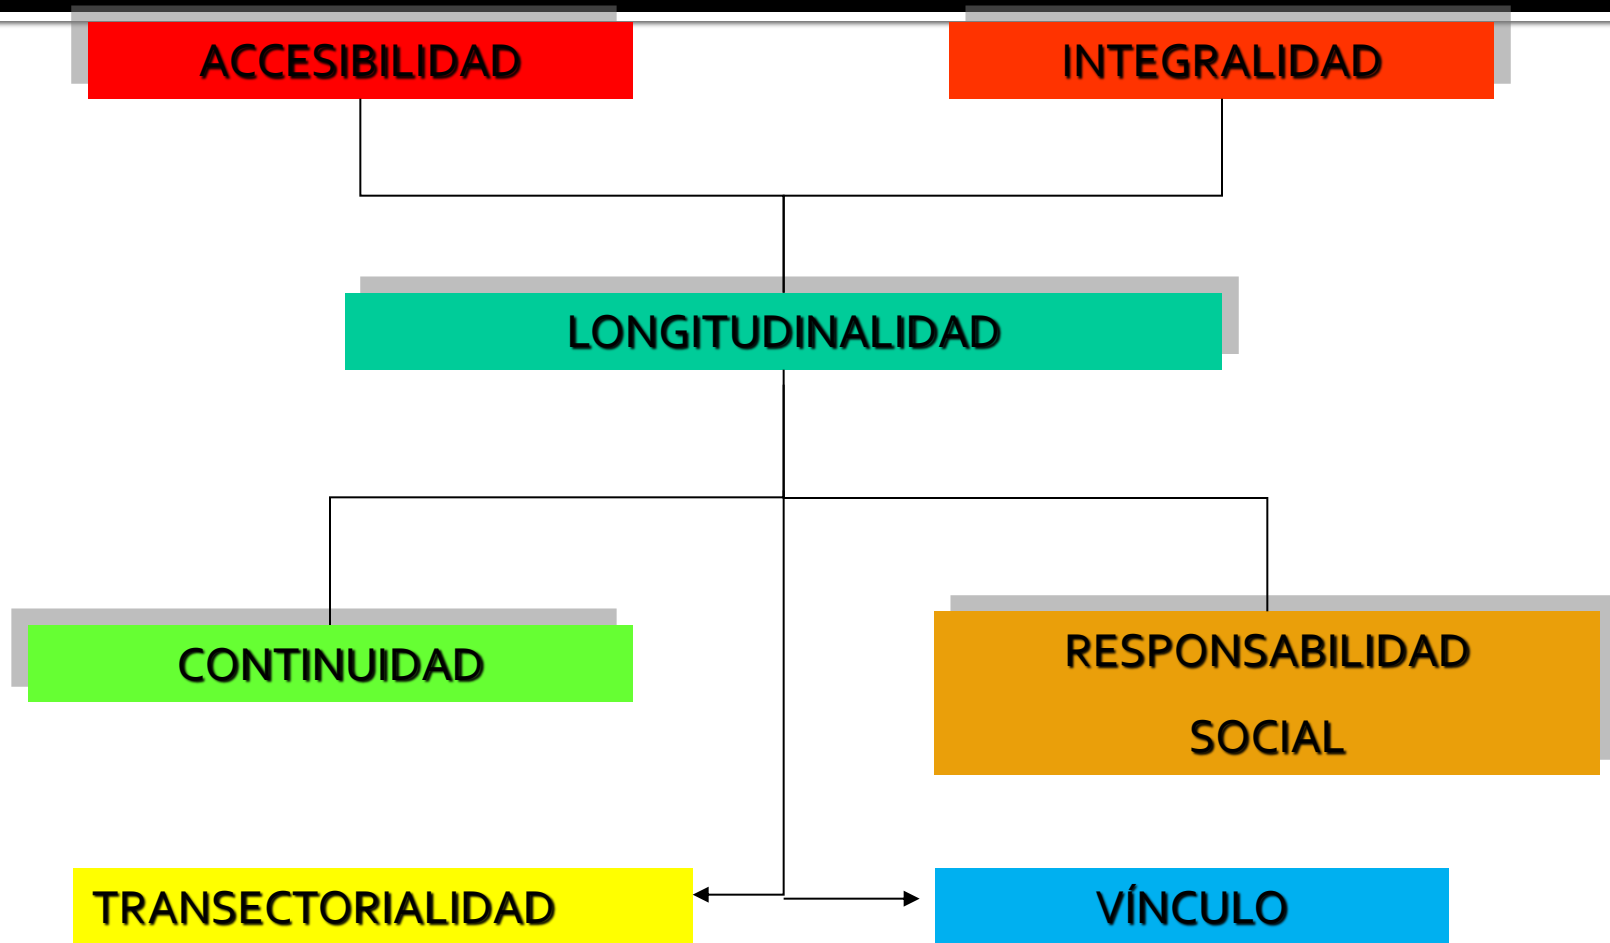 ACCESIBILIDAD
INTEGRALIDAD
LONGITUDINALIDAD
CONTINUIDAD
RESPONSABILIDAD
SOCIAL
TRANSECTORIALIDAD
VÍNCULO